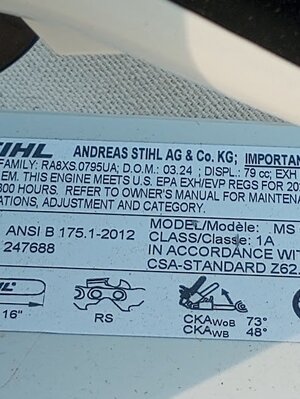 ANDREAS STIHL AG & Co. KG; IMPORTANT
FAMILY: RA8XS.0795UA; D.O.M.: 03.24 ; DISPL.: 79 cc; EXH
EM. THIS ENGINE MEETS U.S. EPA EXH/EVP REGS FOR 20
300 HOURS. REFER TO OWNER'S MANUAL FOR MAINTENA
ATIONS, ADJUSTMENT AND CATEGORY.
ANSI B 175.1-2012
247688
MODEL/Modèle: MS
CLASS/Classe: 1A
IN ACCORDANCE WIT
CSA-STANDARD Z62
16"
RS
CKAWOB 73°
CKAWB 48°